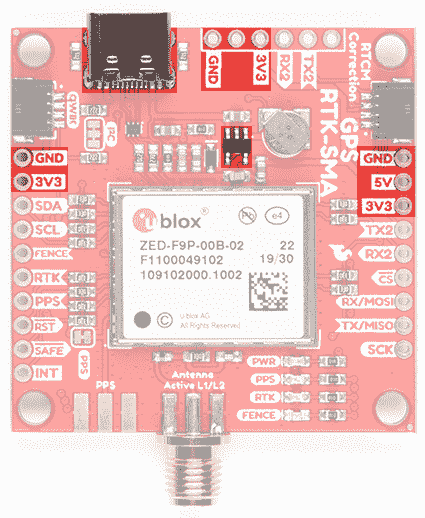 GND
3V3
RX2
TX2
RTCM
Correction
QWIIC
I²C
GPS
RTK-SMA
GND
3V3
SDA
SCL
FENCE
RTK
PPS
RST
SAFE
INT
GND
5V
3V3
TX2
RX2
CS
RX/MOSI
TX/MISO
SCK
u blox®
Pb
e4
ZED-F9P-00B-02 22
F1100049102 19/30
109102000.1002
u-blox AG
All Rights Reserved
PPS
PPS
Antenna
Active L1/L2
PWR
PPS
RTK
FENCE